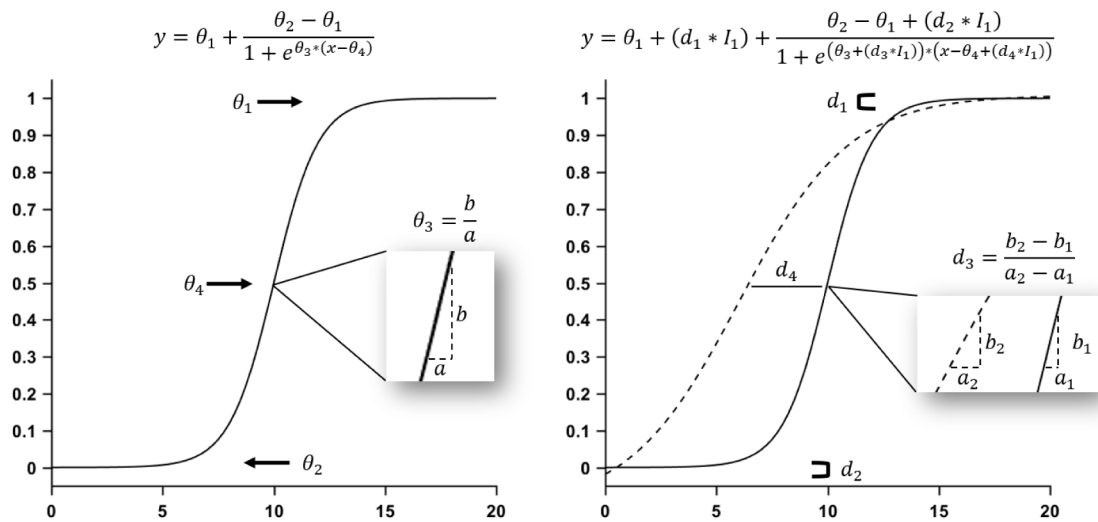 y = θ₁ + (θ₂ − θ₁) / (1 + e^(θ₃*(x−θ₄)))
y = θ₁ + (d₁ * I₁) + (θ₂ − θ₁ + (d₂ * I₁)) / (1 + e^((θ₃+(d₃*I₁))*(x−θ₄+(d₄*I₁))))
1
0.9
0.8
0.7
0.6
0.5
0.4
0.3
0.2
0.1
0
θ₁
θ₃ = b/a
θ₄
b
a
θ₂
0 5 10 15 20
1
0.9
0.8
0.7
0.6
0.5
0.4
0.3
0.2
0.1
0
d₁
d₃ = (b₂ − b₁) / (a₂ − a₁)
d₄
b₂ b₁
a₂ a₁
d₂
0 5 10 15 20